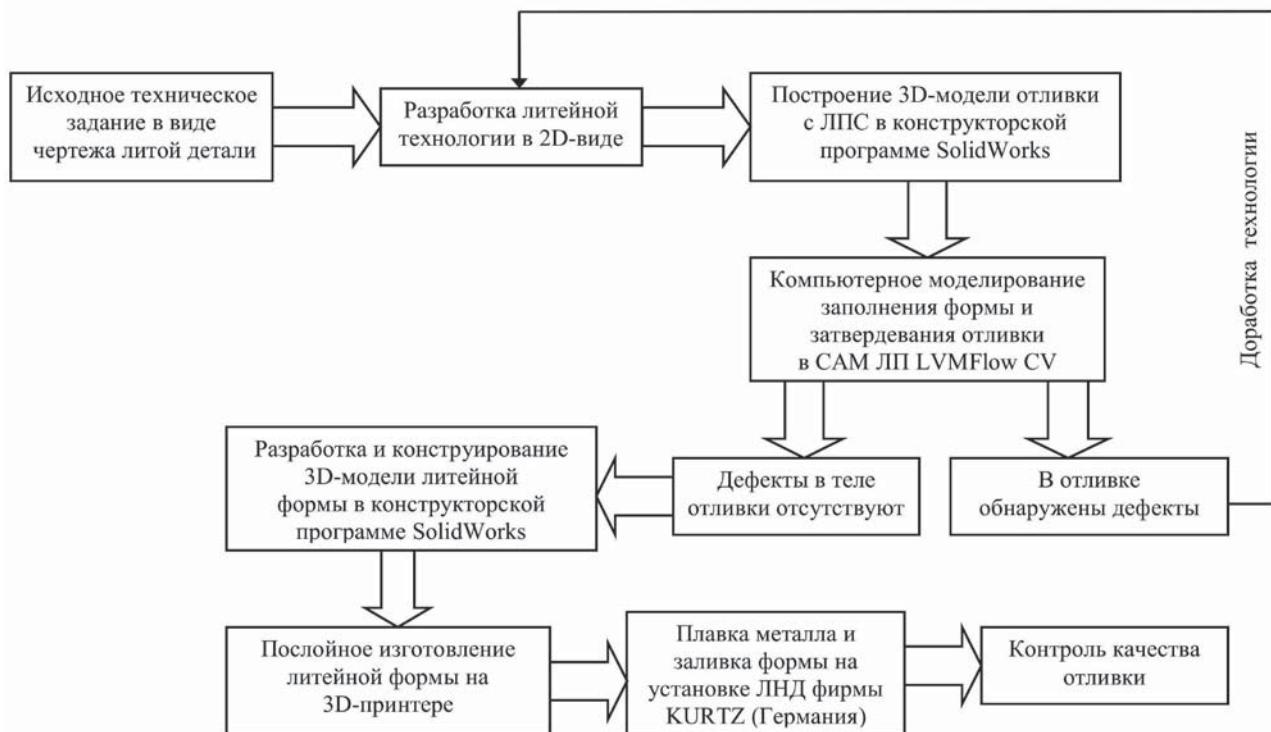 Исходное техническое
задание в виде
чертежа литой детали
Разработка литейной
технологии в 2D-виде
Построение 3D-модели отливки
с ЛПС в конструкторской
программе SolidWorks
Доработка технологии
Компьютерное моделирование
заполнения формы и
затвердевания отливки
в САМ ЛП LVMFlow CV
Дефекты в теле
отливки отсутствуют
В отливке
обнаружены дефекты
Разработка и конструирование
3D-модели литейной
формы в конструкторской
программе SolidWorks
Послойное изготовление
литейной формы на
3D-принтере
Плавка металла и
заливка формы на
установке ЛНД фирмы
KURTZ (Германия)
Контроль качества
отливки